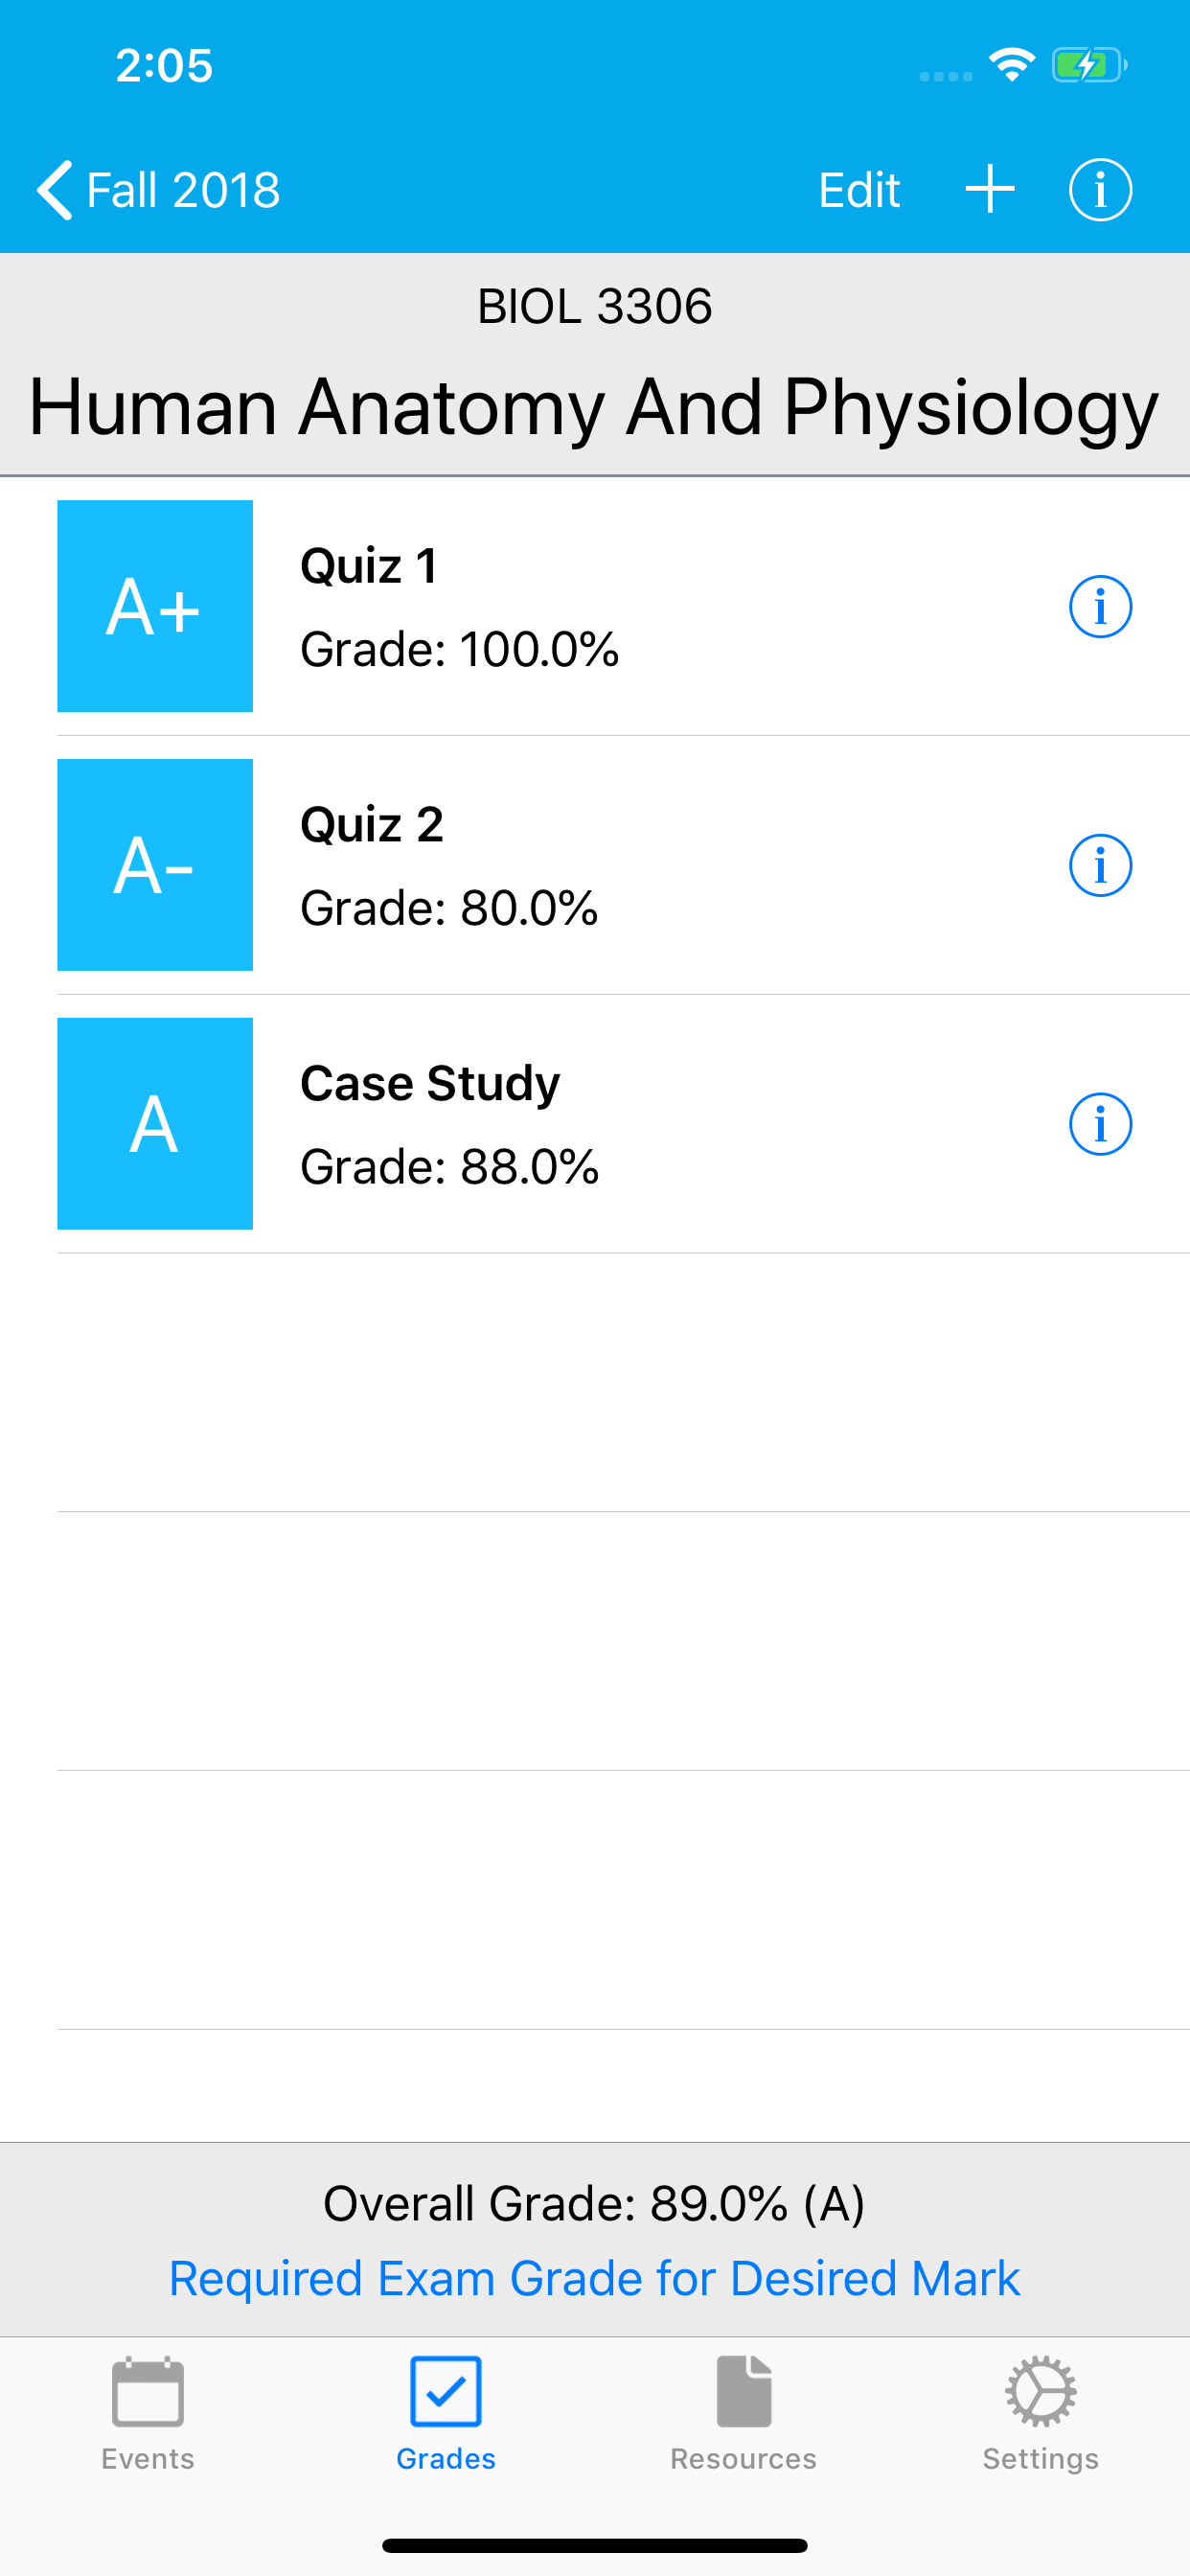 2:05
Fall 2018
Edit
BIOL 3306
Human Anatomy And Physiology
A+
Quiz 1
Grade: 100.0%
A-
Quiz 2
Grade: 80.0%
A
Case Study
Grade: 88.0%
Overall Grade: 89.0% (A)
Required Exam Grade for Desired Mark
Events
Grades
Resources
Settings